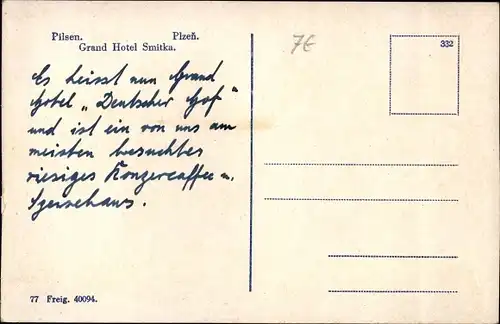 Pilsen. Plzeň.
Grand Hotel Smitka.
332
7€
Es heisst nun Grand
Hotel „Deutscher Hof"
und ist ein von uns am
meisten besuchtes
riesiges Konzercaffee u.
Speisehaus.
77 Freig. 40094.